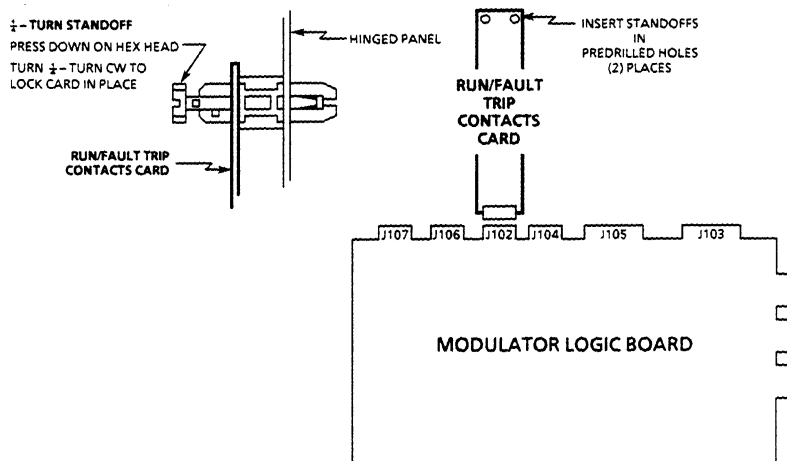 ¼ – TURN STANDOFF
PRESS DOWN ON HEX HEAD
TURN ¼ – TURN CW TO
LOCK CARD IN PLACE
HINGED PANEL
RUN/FAULT TRIP
CONTACTS CARD
INSERT STANDOFFS
IN
PREDRILLED HOLES
(2) PLACES
RUN/FAULT
TRIP
CONTACTS
CARD
J107
J106
J102
J104
J105
J103
MODULATOR LOGIC BOARD